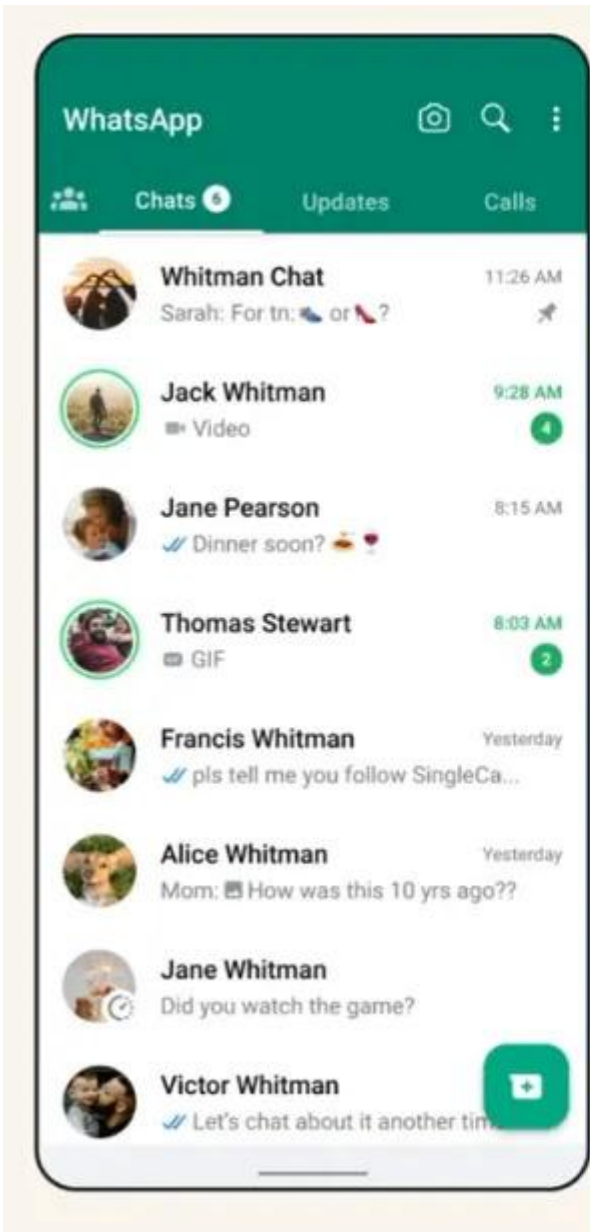 WhatsApp
Chats 6 Updates Calls
Whitman Chat 11:26 AM
Sarah: For tn: 👟 or 👠?
Jack Whitman 9:28 AM
Video 4
Jane Pearson 8:15 AM
Dinner soon? 🍝🍷
Thomas Stewart 8:03 AM
GIF 2
Francis Whitman Yesterday
pls tell me you follow SingleCa...
Alice Whitman Yesterday
Mom: How was this 10 yrs ago??
Jane Whitman
Did you watch the game?
Victor Whitman
Let's chat about it another tim